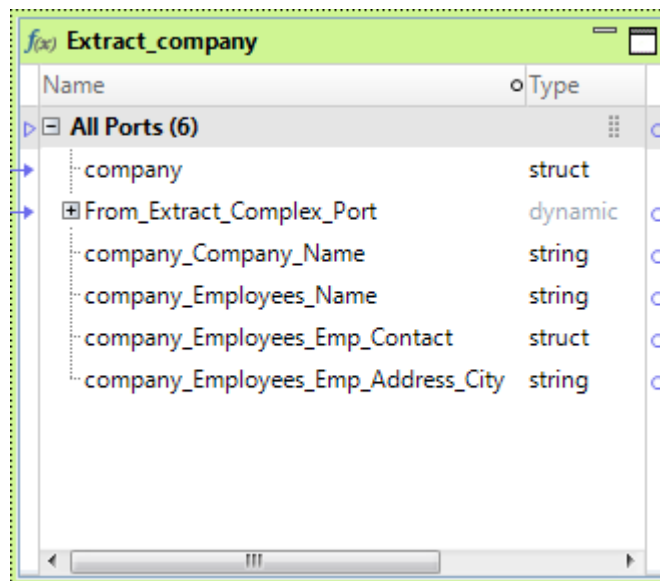 f(x) Extract_company
Name Type
All Ports (6)
company struct
From_Extract_Complex_Port dynamic
company_Company_Name string
company_Employees_Name string
company_Employees_Emp_Contact struct
company_Employees_Emp_Address_City string